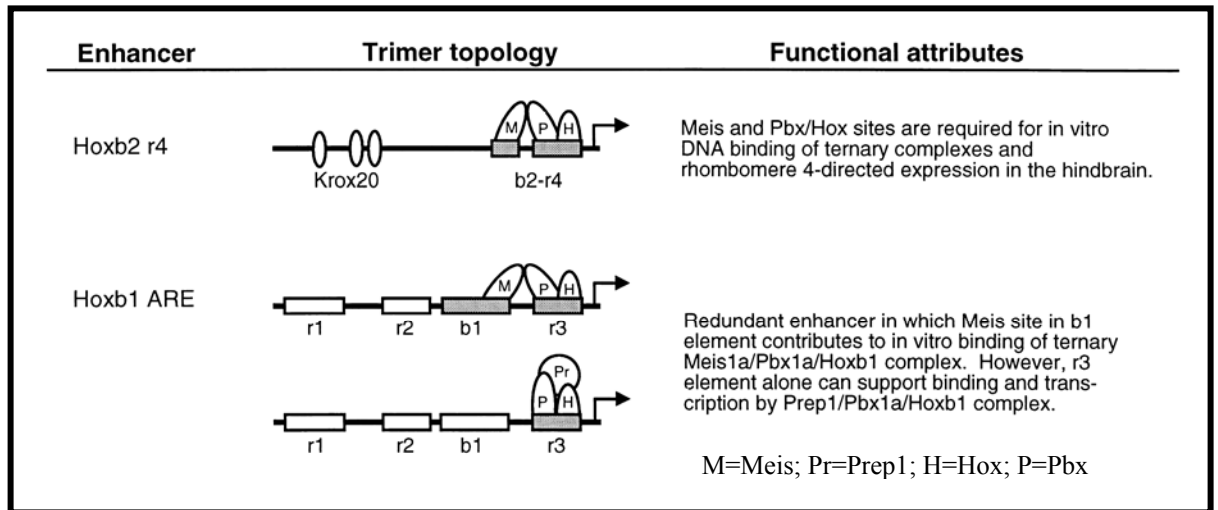 Enhancer Trimer topology Functional attributes
Hoxb2 r4
M P H
Krox20 b2-r4
Meis and Pbx/Hox sites are required for in vitro
DNA binding of ternary complexes and
rhombomere 4-directed expression in the hindbrain.
Hoxb1 ARE
M P H
r1 r2 b1 r3
Pr
P H
r1 r2 b1 r3
Redundant enhancer in which Meis site in b1
element contributes to in vitro binding of ternary
Meis1a/Pbx1a/Hoxb1 complex. However, r3
element alone can support binding and trans-
cription by Prep1/Pbx1a/Hoxb1 complex.
M=Meis; Pr=Prep1; H=Hox; P=Pbx